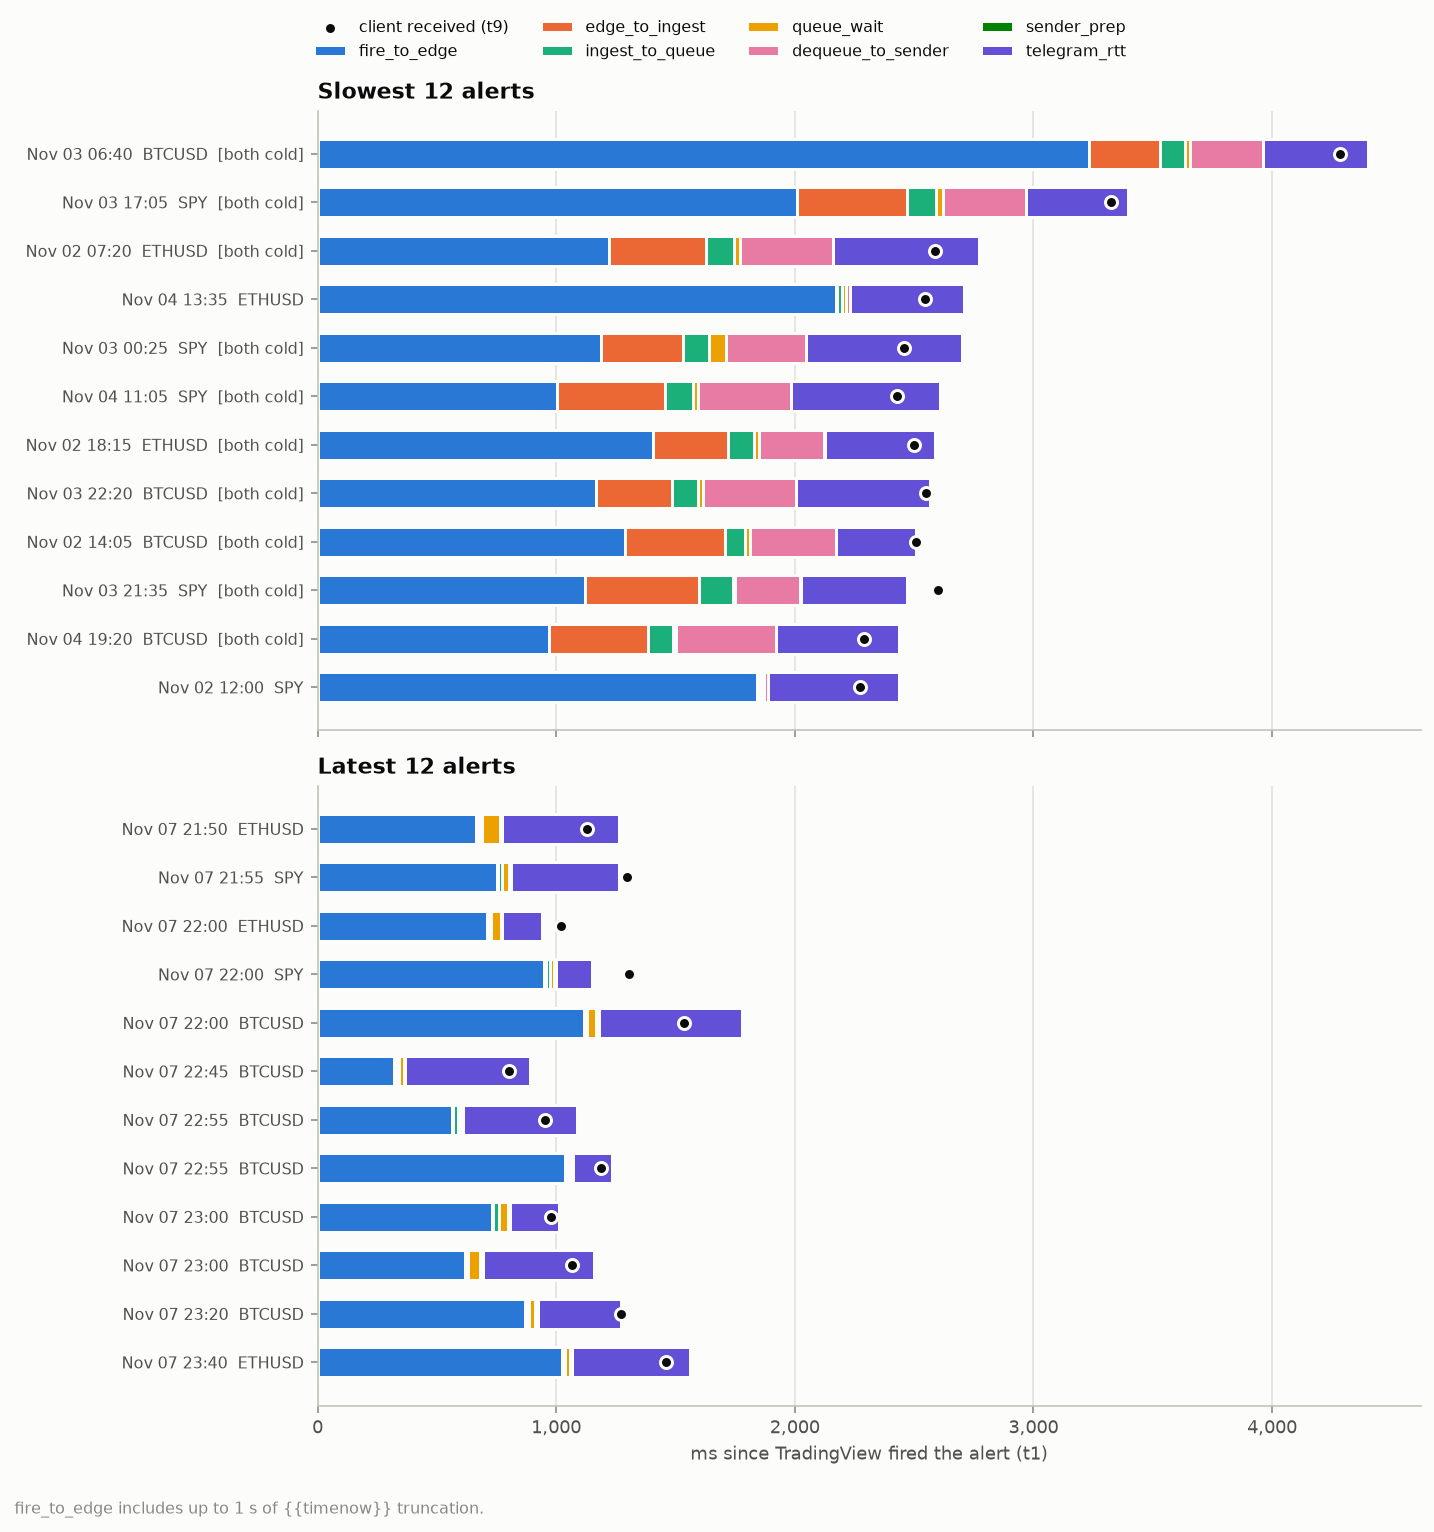 client received (t9)
fire_to_edge
edge_to_ingest
ingest_to_queue
queue_wait
dequeue_to_sender
sender_prep
telegram_rtt
Slowest 12 alerts
Nov 03 06:40 BTCUSD [both cold]
Nov 03 17:05 SPY [both cold]
Nov 02 07:20 ETHUSD [both cold]
Nov 04 13:35 ETHUSD
Nov 03 00:25 SPY [both cold]
Nov 04 11:05 SPY [both cold]
Nov 02 18:15 ETHUSD [both cold]
Nov 03 22:20 BTCUSD [both cold]
Nov 02 14:05 BTCUSD [both cold]
Nov 03 21:35 SPY [both cold]
Nov 04 19:20 BTCUSD [both cold]
Nov 02 12:00 SPY
Latest 12 alerts
Nov 07 21:50 ETHUSD
Nov 07 21:55 SPY
Nov 07 22:00 ETHUSD
Nov 07 22:00 SPY
Nov 07 22:00 BTCUSD
Nov 07 22:45 BTCUSD
Nov 07 22:55 BTCUSD
Nov 07 22:55 BTCUSD
Nov 07 23:00 BTCUSD
Nov 07 23:00 BTCUSD
Nov 07 23:20 BTCUSD
Nov 07 23:40 ETHUSD
0 1,000 2,000 3,000 4,000
ms since TradingView fired the alert (t1)
fire_to_edge includes up to 1 s of {{timenow}} truncation.